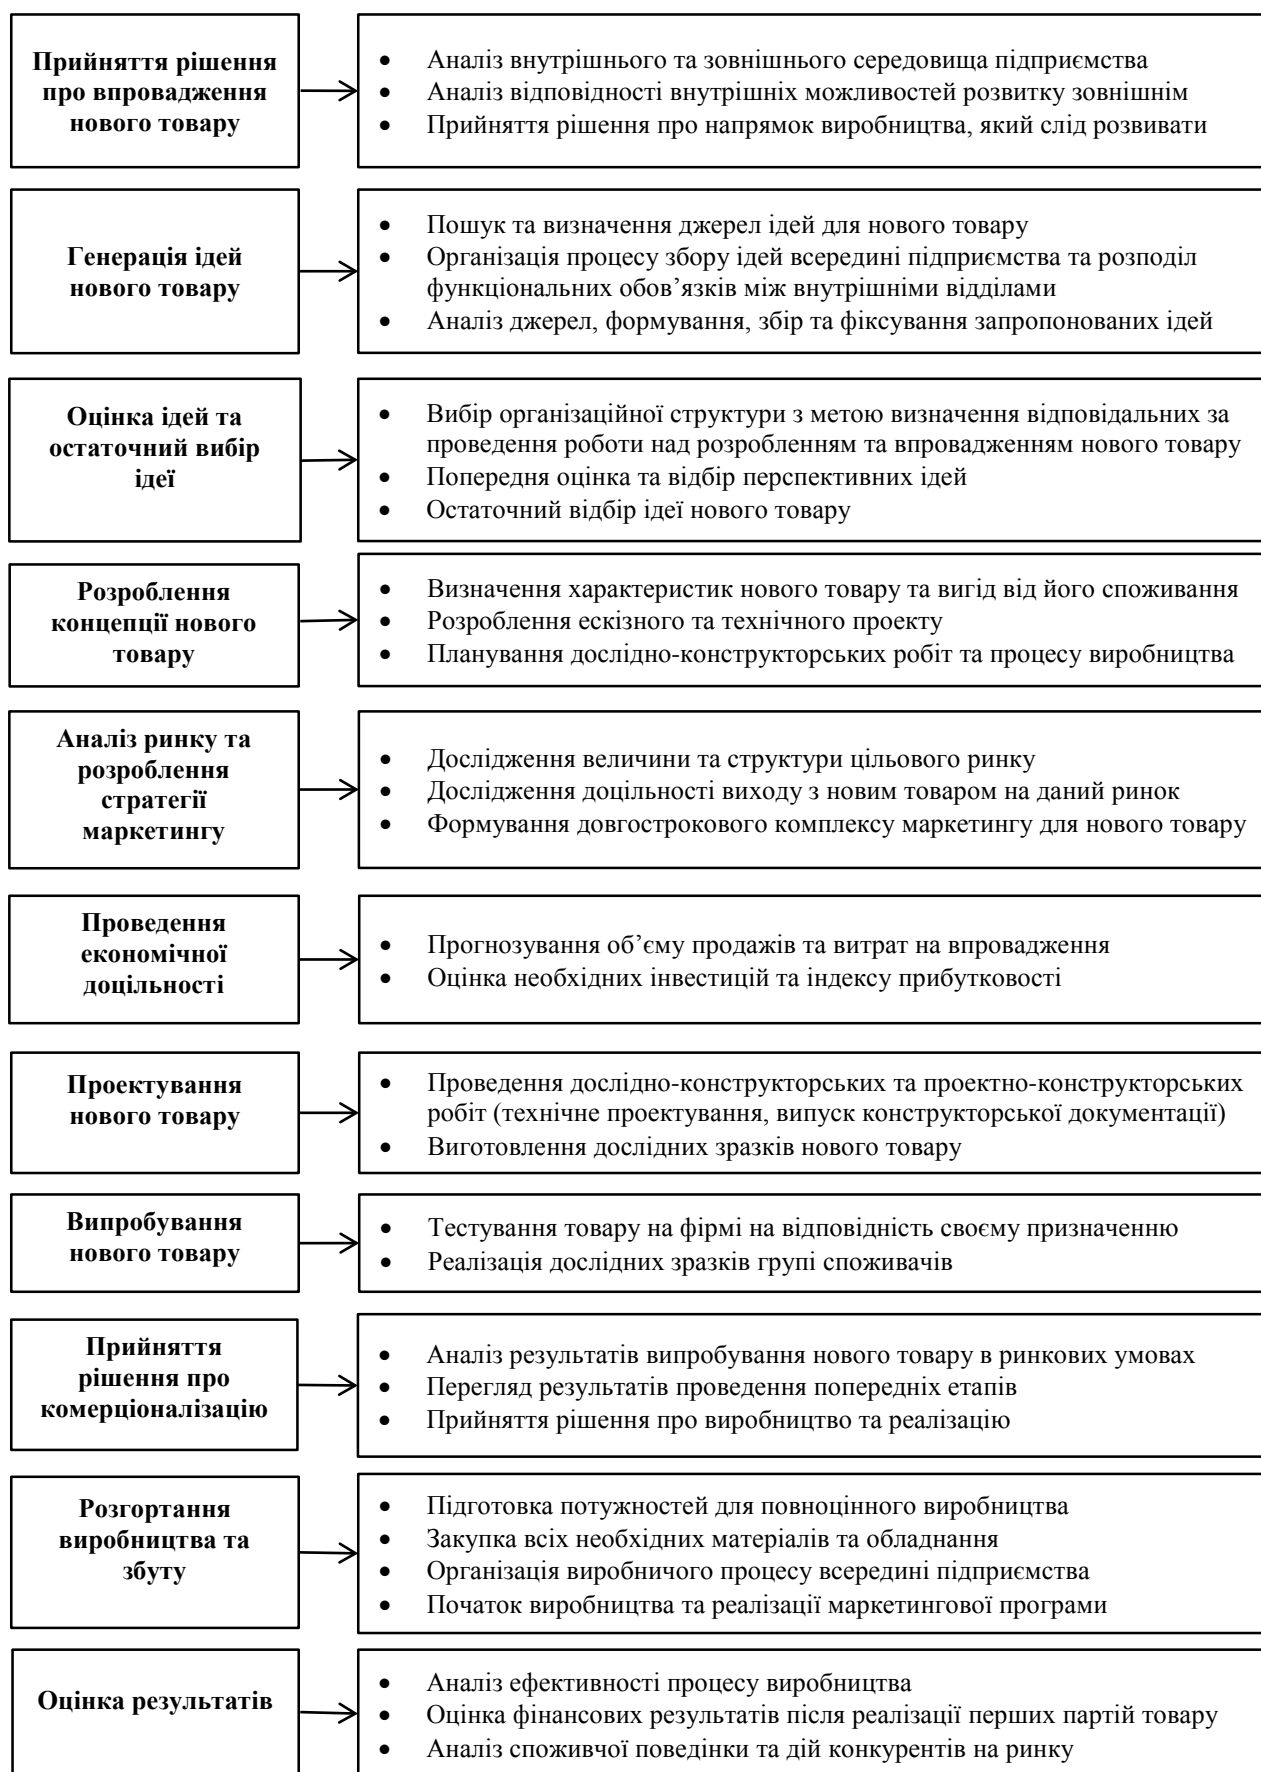 Прийняття рішення
про впровадження
нового товару
• Аналіз внутрішнього та зовнішнього середовища підприємства
• Аналіз відповідності внутрішніх можливостей розвитку зовнішнім
• Прийняття рішення про напрямок виробництва, який слід розвивати
Генерація ідей
нового товару
• Пошук та визначення джерел ідей для нового товару
• Організація процесу збору ідей всередині підприємства та розподіл
функціональних обов’язків між внутрішніми відділами
• Аналіз джерел, формування, збір та фіксування запропонованих ідей
Оцінка ідей та
остаточний вибір
ідеї
• Вибір організаційної структури з метою визначення відповідальних за
проведення роботи над розробленням та впровадженням нового товару
• Попередня оцінка та відбір перспективних ідей
• Остаточний відбір ідеї нового товару
Розроблення
концепції нового
товару
• Визначення характеристик нового товару та вигід від його споживання
• Розроблення ескізного та технічного проекту
• Планування дослідно-конструкторських робіт та процесу виробництва
Аналіз ринку та
розроблення
стратегії
маркетингу
• Дослідження величини та структури цільового ринку
• Дослідження доцільності виходу з новим товаром на даний ринок
• Формування довгострокового комплексу маркетингу для нового товару
Проведення
економічної
доцільності
• Прогнозування об’єму продажів та витрат на впровадження
• Оцінка необхідних інвестицій та індексу прибутковості
Проектування
нового товару
• Проведення дослідно-конструкторських та проектно-конструкторських
робіт (технічне проектування, випуск конструкторської документації)
• Виготовлення дослідних зразків нового товару
Випробування
нового товару
• Тестування товару на фірмі на відповідність своєму призначенню
• Реалізація дослідних зразків групі споживачів
Прийняття
рішення про
комерціоналізацію
• Аналіз результатів випробування нового товару в ринкових умовах
• Перегляд результатів проведення попередніх етапів
• Прийняття рішення про виробництво та реалізацію
Розгортання
виробництва та
збуту
• Підготовка потужностей для повноцінного виробництва
• Закупка всіх необхідних матеріалів та обладнання
• Організація виробничого процесу всередині підприємства
• Початок виробництва та реалізації маркетингової програми
Оцінка результатів
• Аналіз ефективності процесу виробництва
• Оцінка фінансових результатів після реалізації перших партій товару
• Аналіз споживчої поведінки та дій конкурентів на ринку